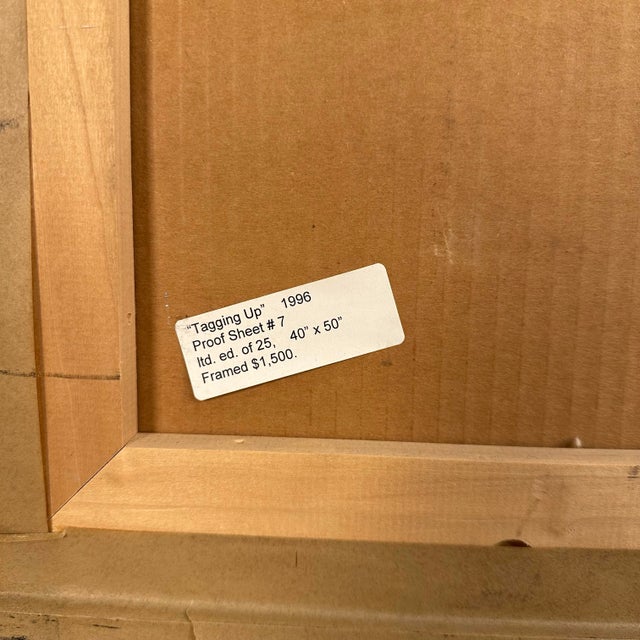 "Tagging Up" 1996
Proof Sheet # 7
ltd. ed. of 25, 40" x 50"
Framed $1,500.